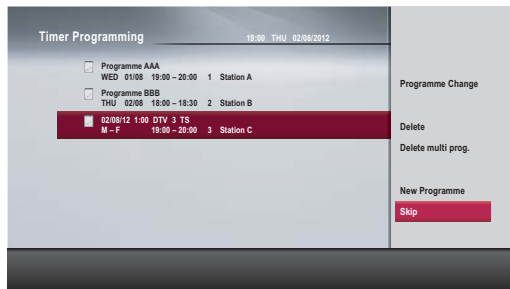 Timer Programming 19:00 THU 02/08/2012
Programme AAA
WED 01/08 19:00 – 20:00 1 Station A
Programme BBB
THU 02/08 18:00 – 18:30 2 Station B
02/08/12 1:00 DTV 3 TS
M – F 19:00 – 20:00 3 Station C
Programme Change
Delete
Delete multi prog.
New Programme
Skip